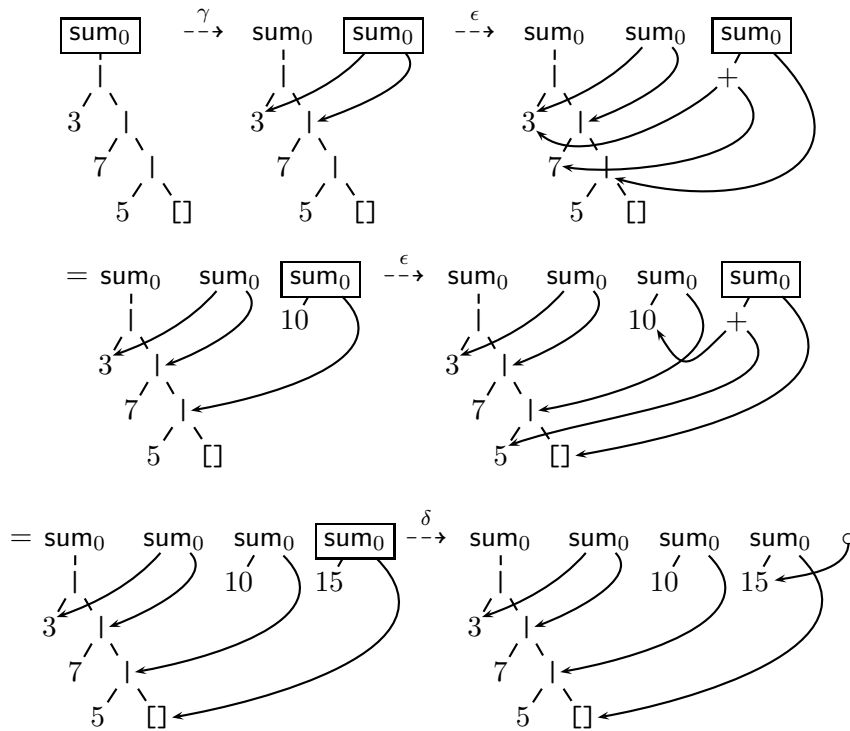 γ ϵ
sum₀ sum₀ sum₀ sum₀ sum₀ sum₀
| | | +
3 | 3 | 3 |
7 | 7 | 7 |
5 [] 5 [] 5 []
ϵ
= sum₀ sum₀ sum₀ sum₀ sum₀ sum₀ sum₀
| 10 | 10 +
3 | 3 |
7 | 7 |
5 [] 5 []
δ
= sum₀ sum₀ sum₀ sum₀ sum₀ sum₀ sum₀ sum₀
| 10 15 | 10 15
3 | 3 |
7 | 7 |
5 [] 5 []